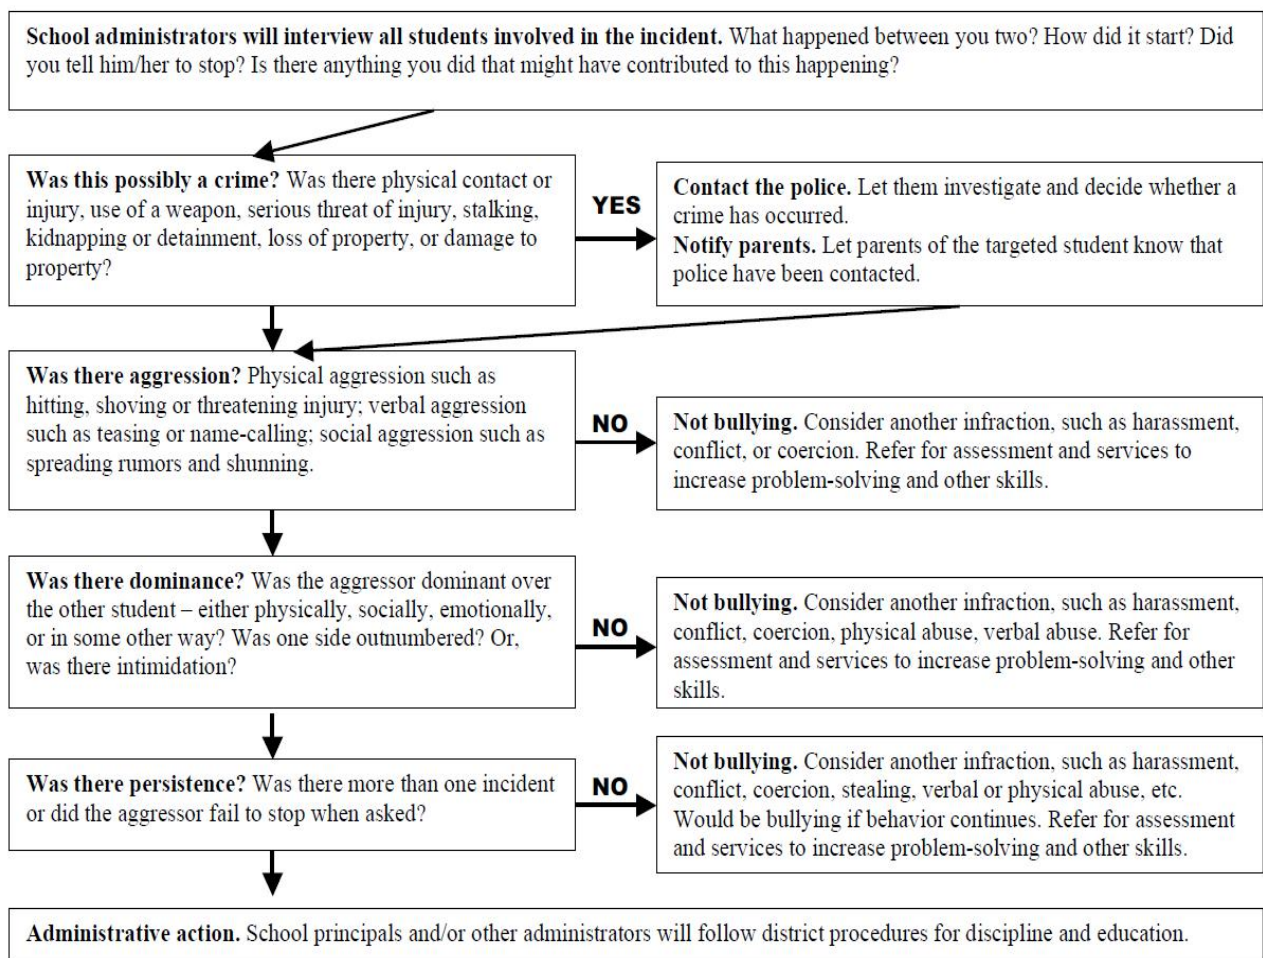 School administrators will interview all students involved in the incident. What happened between you two? How did it start? Did
you tell him/her to stop? Is there anything you did that might have contributed to this happening?
Was this possibly a crime? Was there physical contact or
injury, use of a weapon, serious threat of injury, stalking,
kidnapping or detainment, loss of property, or damage to
property?
YES
Contact the police. Let them investigate and decide whether a
crime has occurred.
Notify parents. Let parents of the targeted student know that
police have been contacted.
Was there aggression? Physical aggression such as
hitting, shoving or threatening injury; verbal aggression
such as teasing or name-calling; social aggression such as
spreading rumors and shunning.
NO
Not bullying. Consider another infraction, such as harassment,
conflict, or coercion. Refer for assessment and services to
increase problem-solving and other skills.
Was there dominance? Was the aggressor dominant over
the other student – either physically, socially, emotionally,
or in some other way? Was one side outnumbered? Or,
was there intimidation?
NO
Not bullying. Consider another infraction, such as harassment,
conflict, coercion, physical abuse, verbal abuse. Refer for
assessment and services to increase problem-solving and other
skills.
Was there persistence? Was there more than one incident
or did the aggressor fail to stop when asked?
NO
Not bullying. Consider another infraction, such as harassment,
conflict, coercion, stealing, verbal or physical abuse, etc.
Would be bullying if behavior continues. Refer for assessment
and services to increase problem-solving and other skills.
Administrative action. School principals and/or other administrators will follow district procedures for discipline and education.